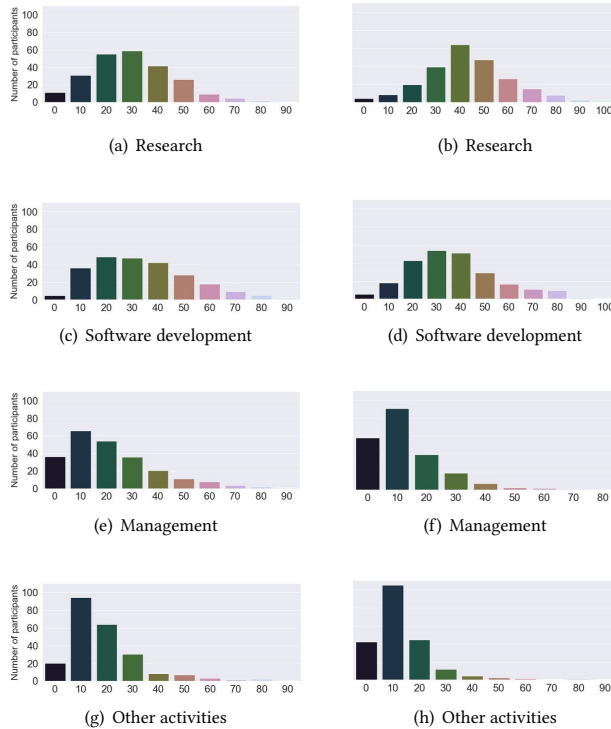 Number of participants
100
80
60
40
20
0
0 10 20 30 40 50 60 70 80 90
0 10 20 30 40 50 60 70 80 90 100
(a) Research
(b) Research
Number of participants
100
80
60
40
20
0
0 10 20 30 40 50 60 70 80 90
0 10 20 30 40 50 60 70 80 90 100
(c) Software development
(d) Software development
Number of participants
100
80
60
40
20
0
0 10 20 30 40 50 60 70 80 90
0 10 20 30 40 50 60 70 80
(e) Management
(f) Management
Number of participants
100
80
60
40
20
0
0 10 20 30 40 50 60 70 80 90
0 10 20 30 40 50 60 70 80 90
(g) Other activities
(h) Other activities